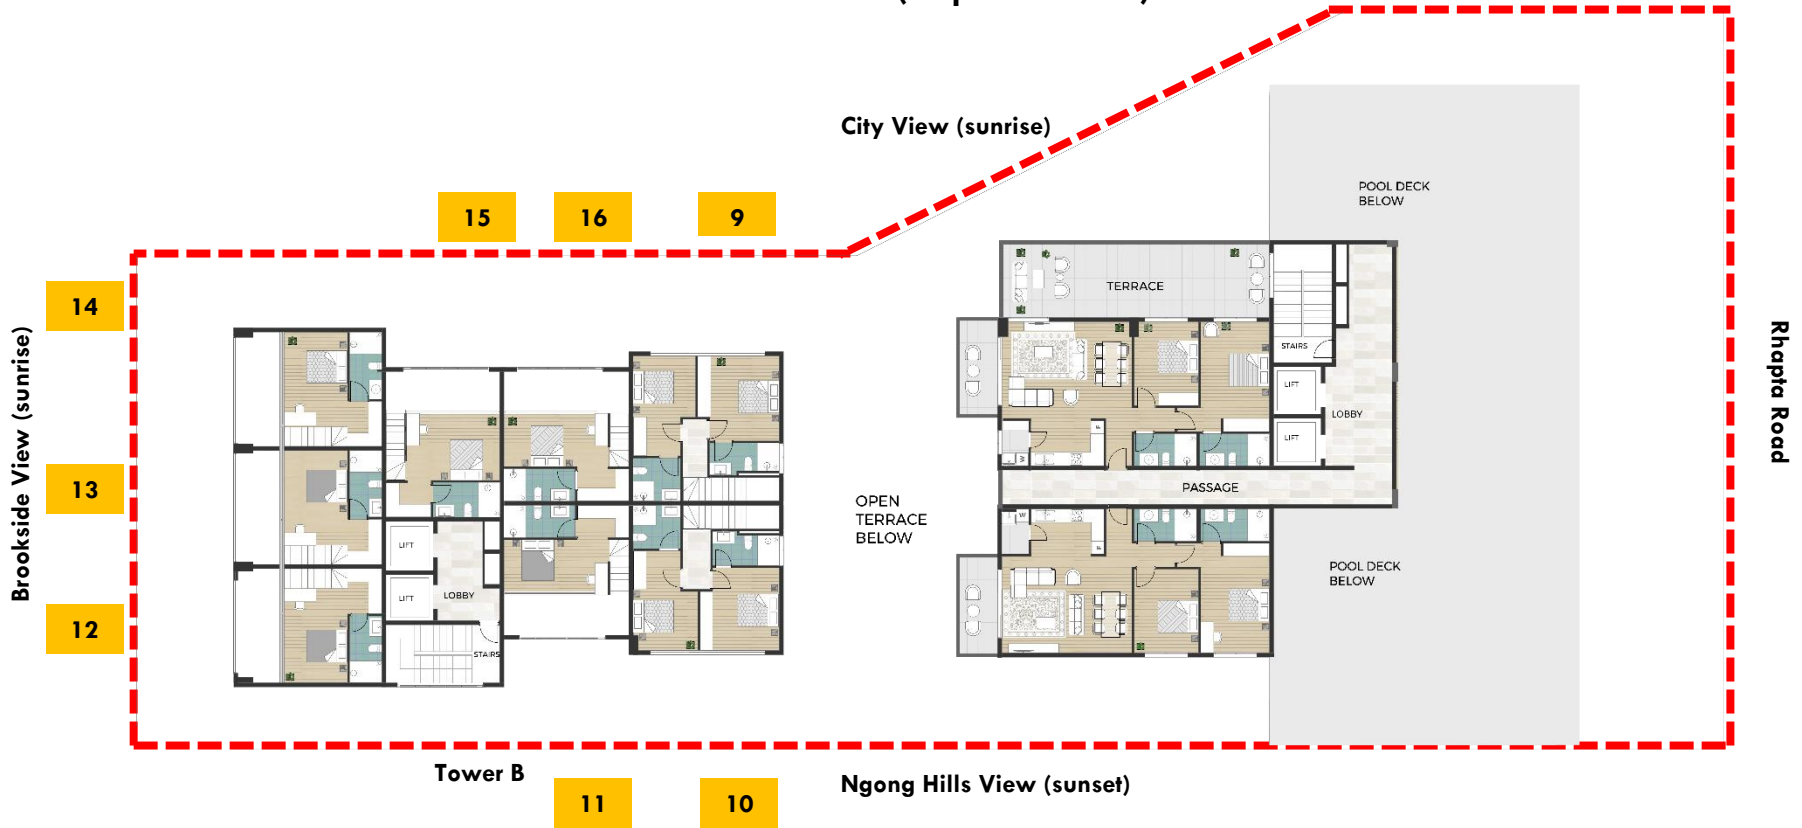 City View (sunrise)
15
16
9
14
13
12
Brookside View (sunrise)
POOL DECK
BELOW
TERRACE
STAIRS
LIFT
LOBBY
LIFT
PASSAGE
OPEN
TERRACE
BELOW
POOL DECK
BELOW
LIFT
LIFT
LOBBY
STAIRS
Rhapta Road
Tower B
11
10
Ngong Hills View (sunset)